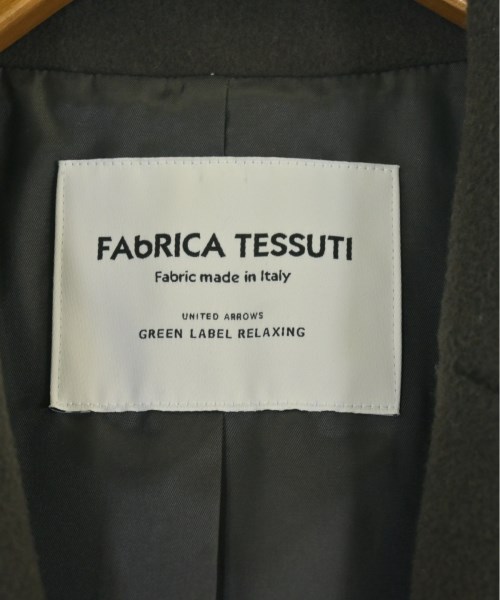 FAbRICA TESSUTI
Fabric made in Italy
UNITED ARROWS
GREEN LABEL RELAXING